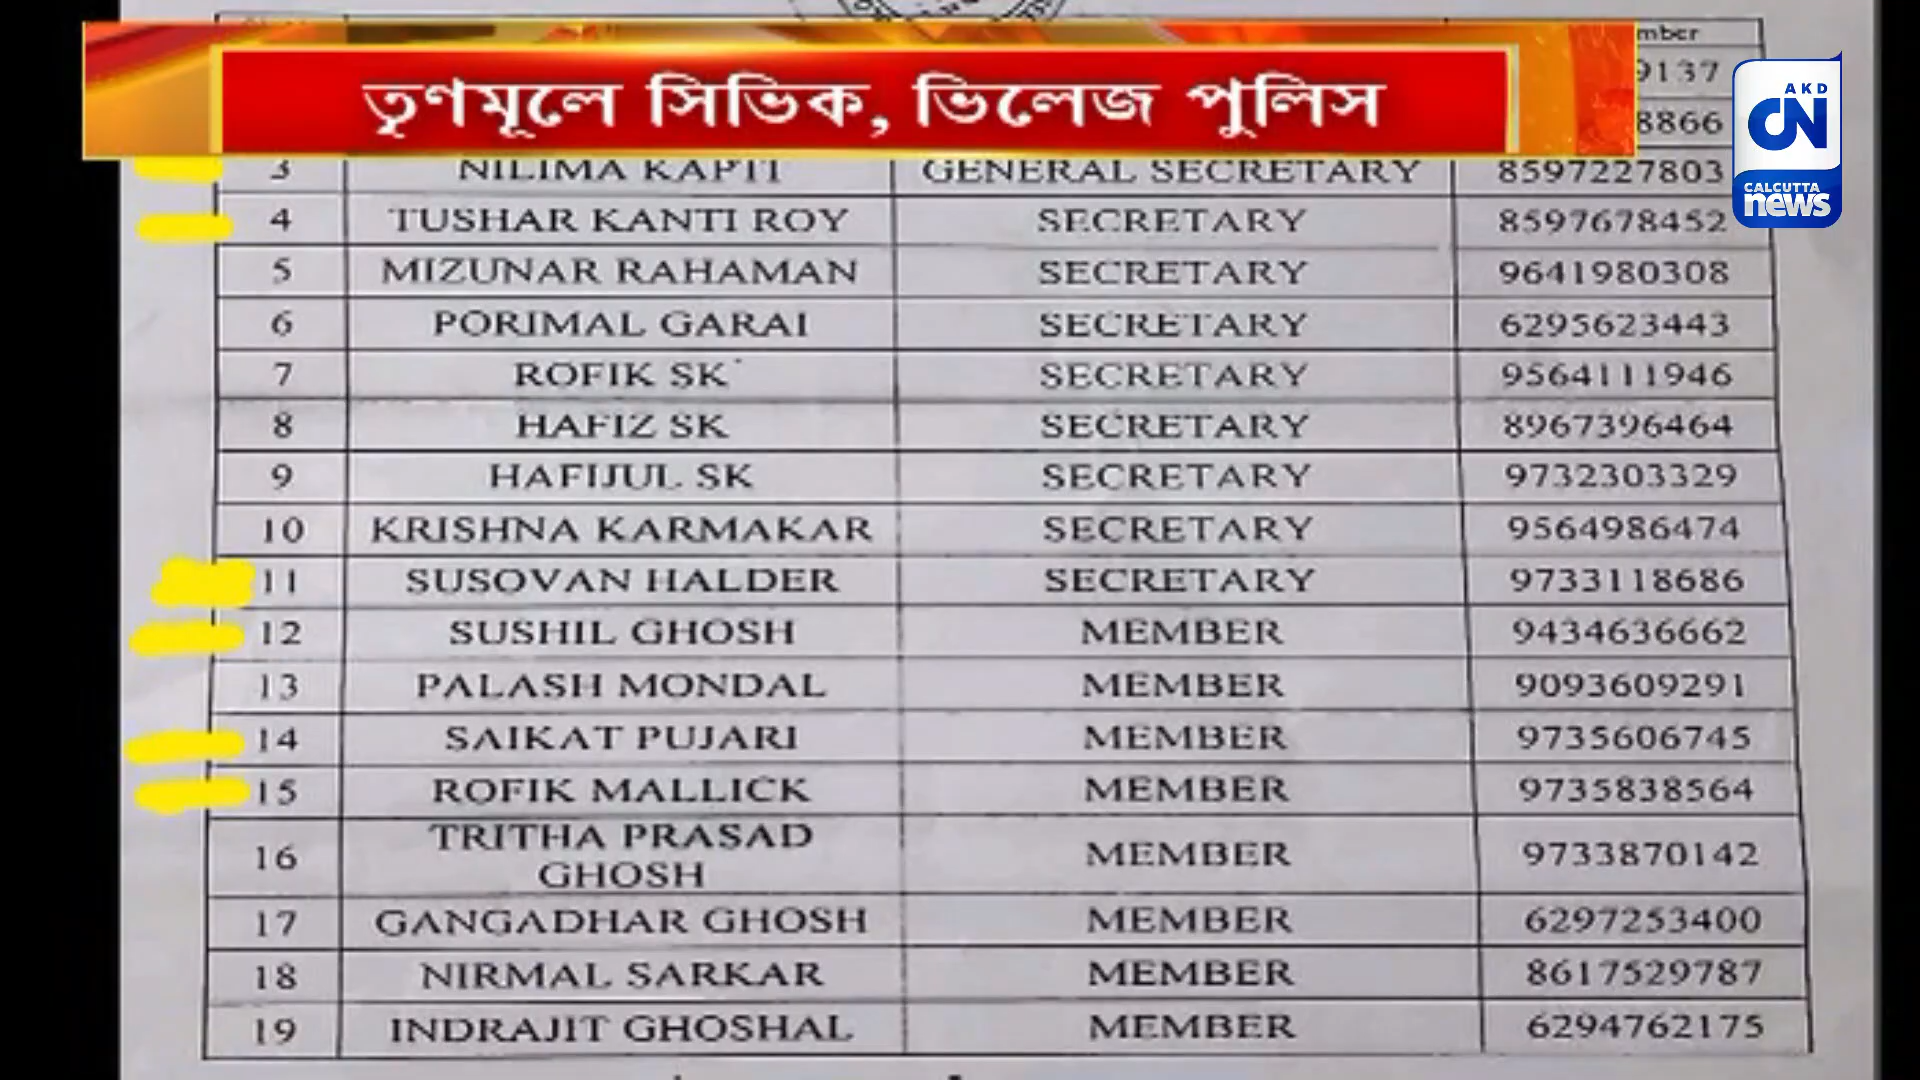 mber
তৃণমূলে সিভিক, ভিলেজ পুলিস
9137
8866
AKD
CN
CALCUTTA
news
3 NILIMA KAPTI GENERAL SECRETARY 8597227803
4 TUSHAR KANTI ROY SECRETARY 8597678452
5 MIZUNAR RAHAMAN SECRETARY 9641980308
6 PORIMAL GARAI SECRETARY 6295623443
7 ROFIK SK SECRETARY 9564111946
8 HAFIZ SK SECRETARY 8967396464
9 HAFIJUL SK SECRETARY 9732303329
10 KRISHNA KARMAKAR SECRETARY 9564986474
11 SUSOVAN HALDER SECRETARY 9733118686
12 SUSHIL GHOSH MEMBER 9434636662
13 PALASH MONDAL MEMBER 9093609291
14 SAIKAT PUJARI MEMBER 9735606745
15 ROFIK MALLICK MEMBER 9735838564
16 TRITHA PRASAD
GHOSH MEMBER 9733870142
17 GANGADHAR GHOSH MEMBER 6297253400
18 NIRMAL SARKAR MEMBER 8617529787
19 INDRAJIT GHOSHAL MEMBER 6294762175